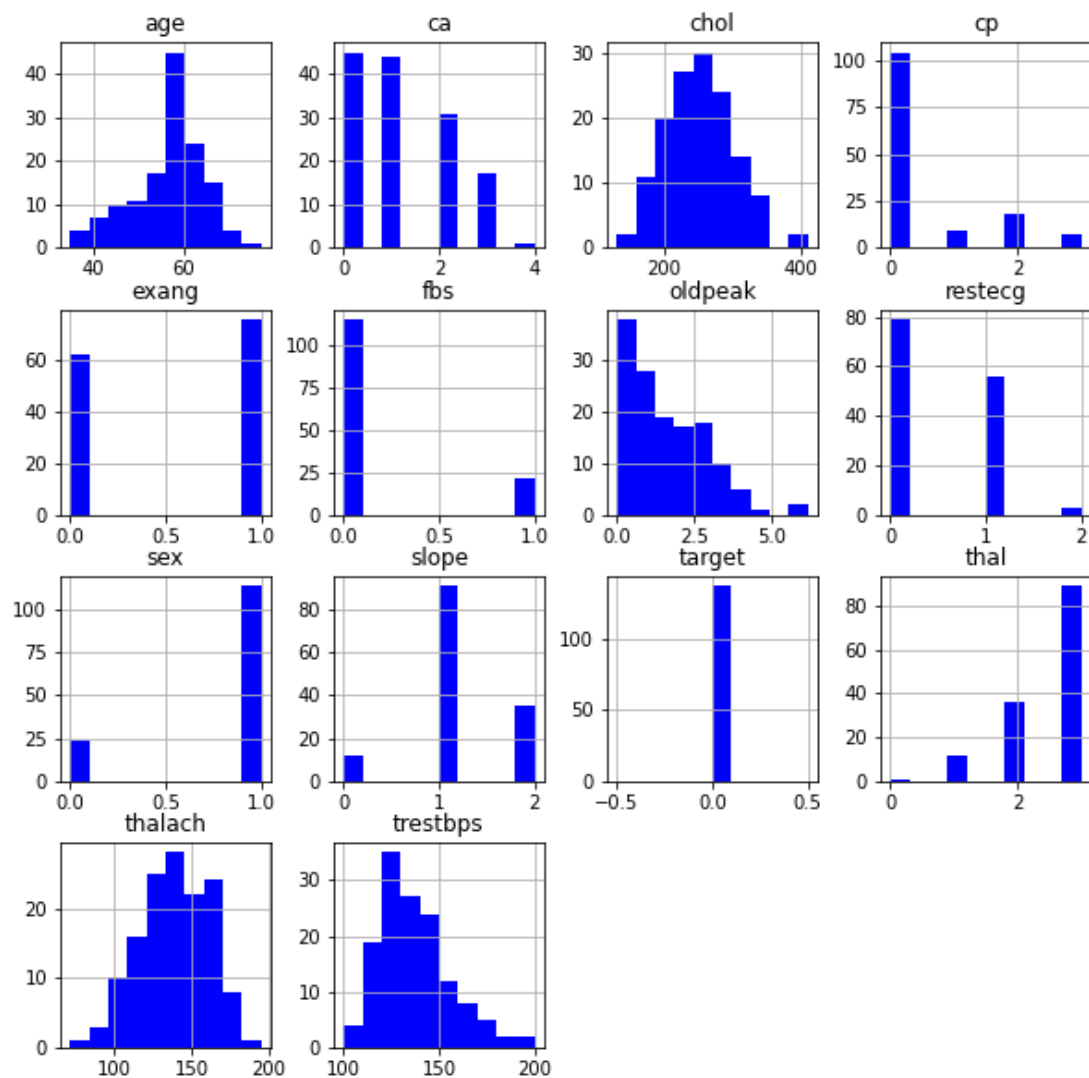 age ca chol cp
40 30 20 10 0
40 60
40 30 20 10 0
0 2 4
30 20 10 0
200 400
100 75 50 25 0
0 2
exang fbs oldpeak restecg
60 40 20 0
0.0 0.5 1.0
100 75 50 25 0
0.0 0.5 1.0
30 20 10 0
0.0 2.5 5.0
80 60 40 20 0
0 1 2
sex slope target thal
100 75 50 25 0
0.0 0.5 1.0
80 60 40 20 0
0 1 2
100 50 0
−0.5 0.0 0.5
80 60 40 20 0
0 2
thalach trestbps
20 10 0
100 150 200
30 20 10 0
100 150 200